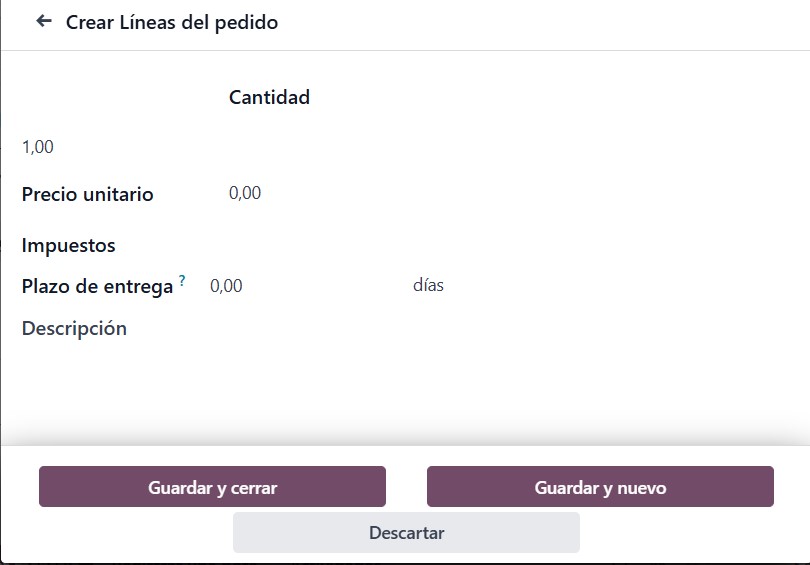 ← Crear Líneas del pedido
Cantidad
1,00
Precio unitario 0,00
Impuestos
Plazo de entrega ? 0,00 días
Descripción
Guardar y cerrar Guardar y nuevo
Descartar